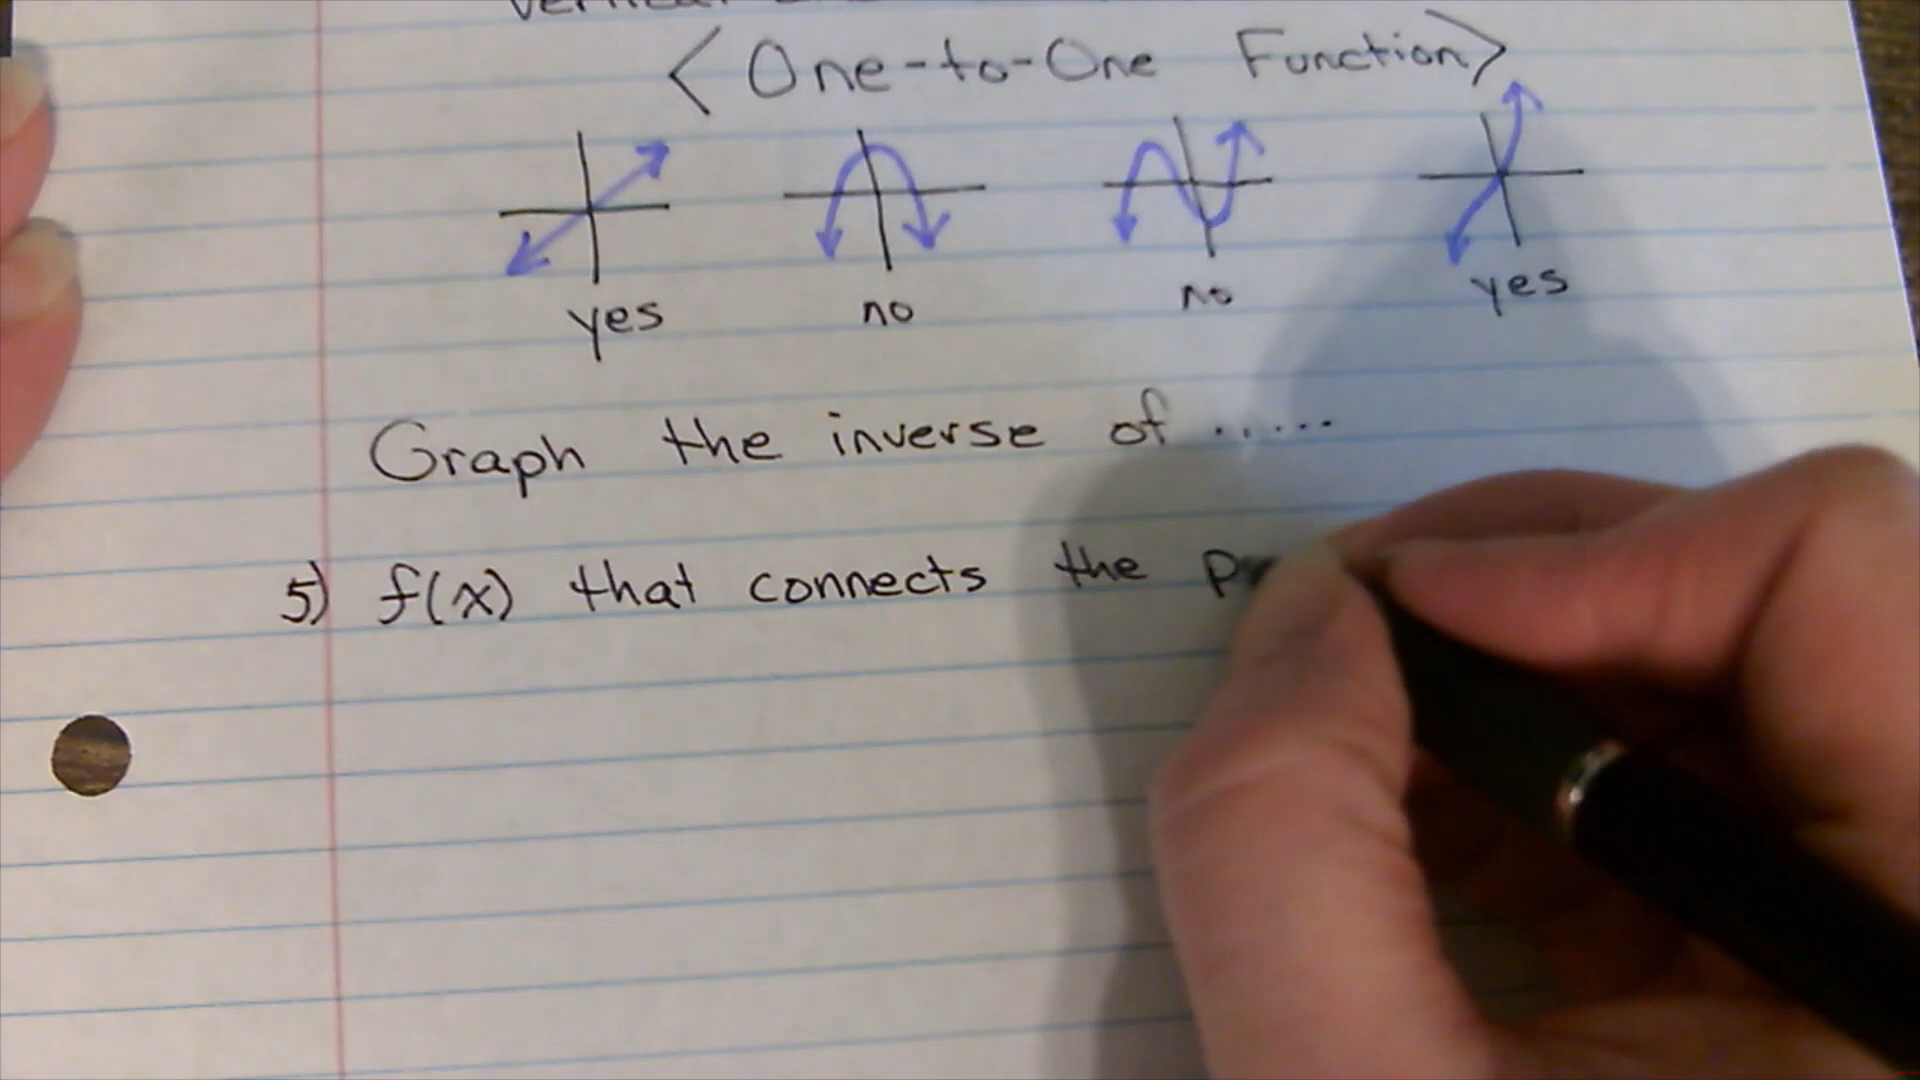 <One-to-One Function>
yes no no yes
Graph the inverse of .....
5) f(x) that connects the